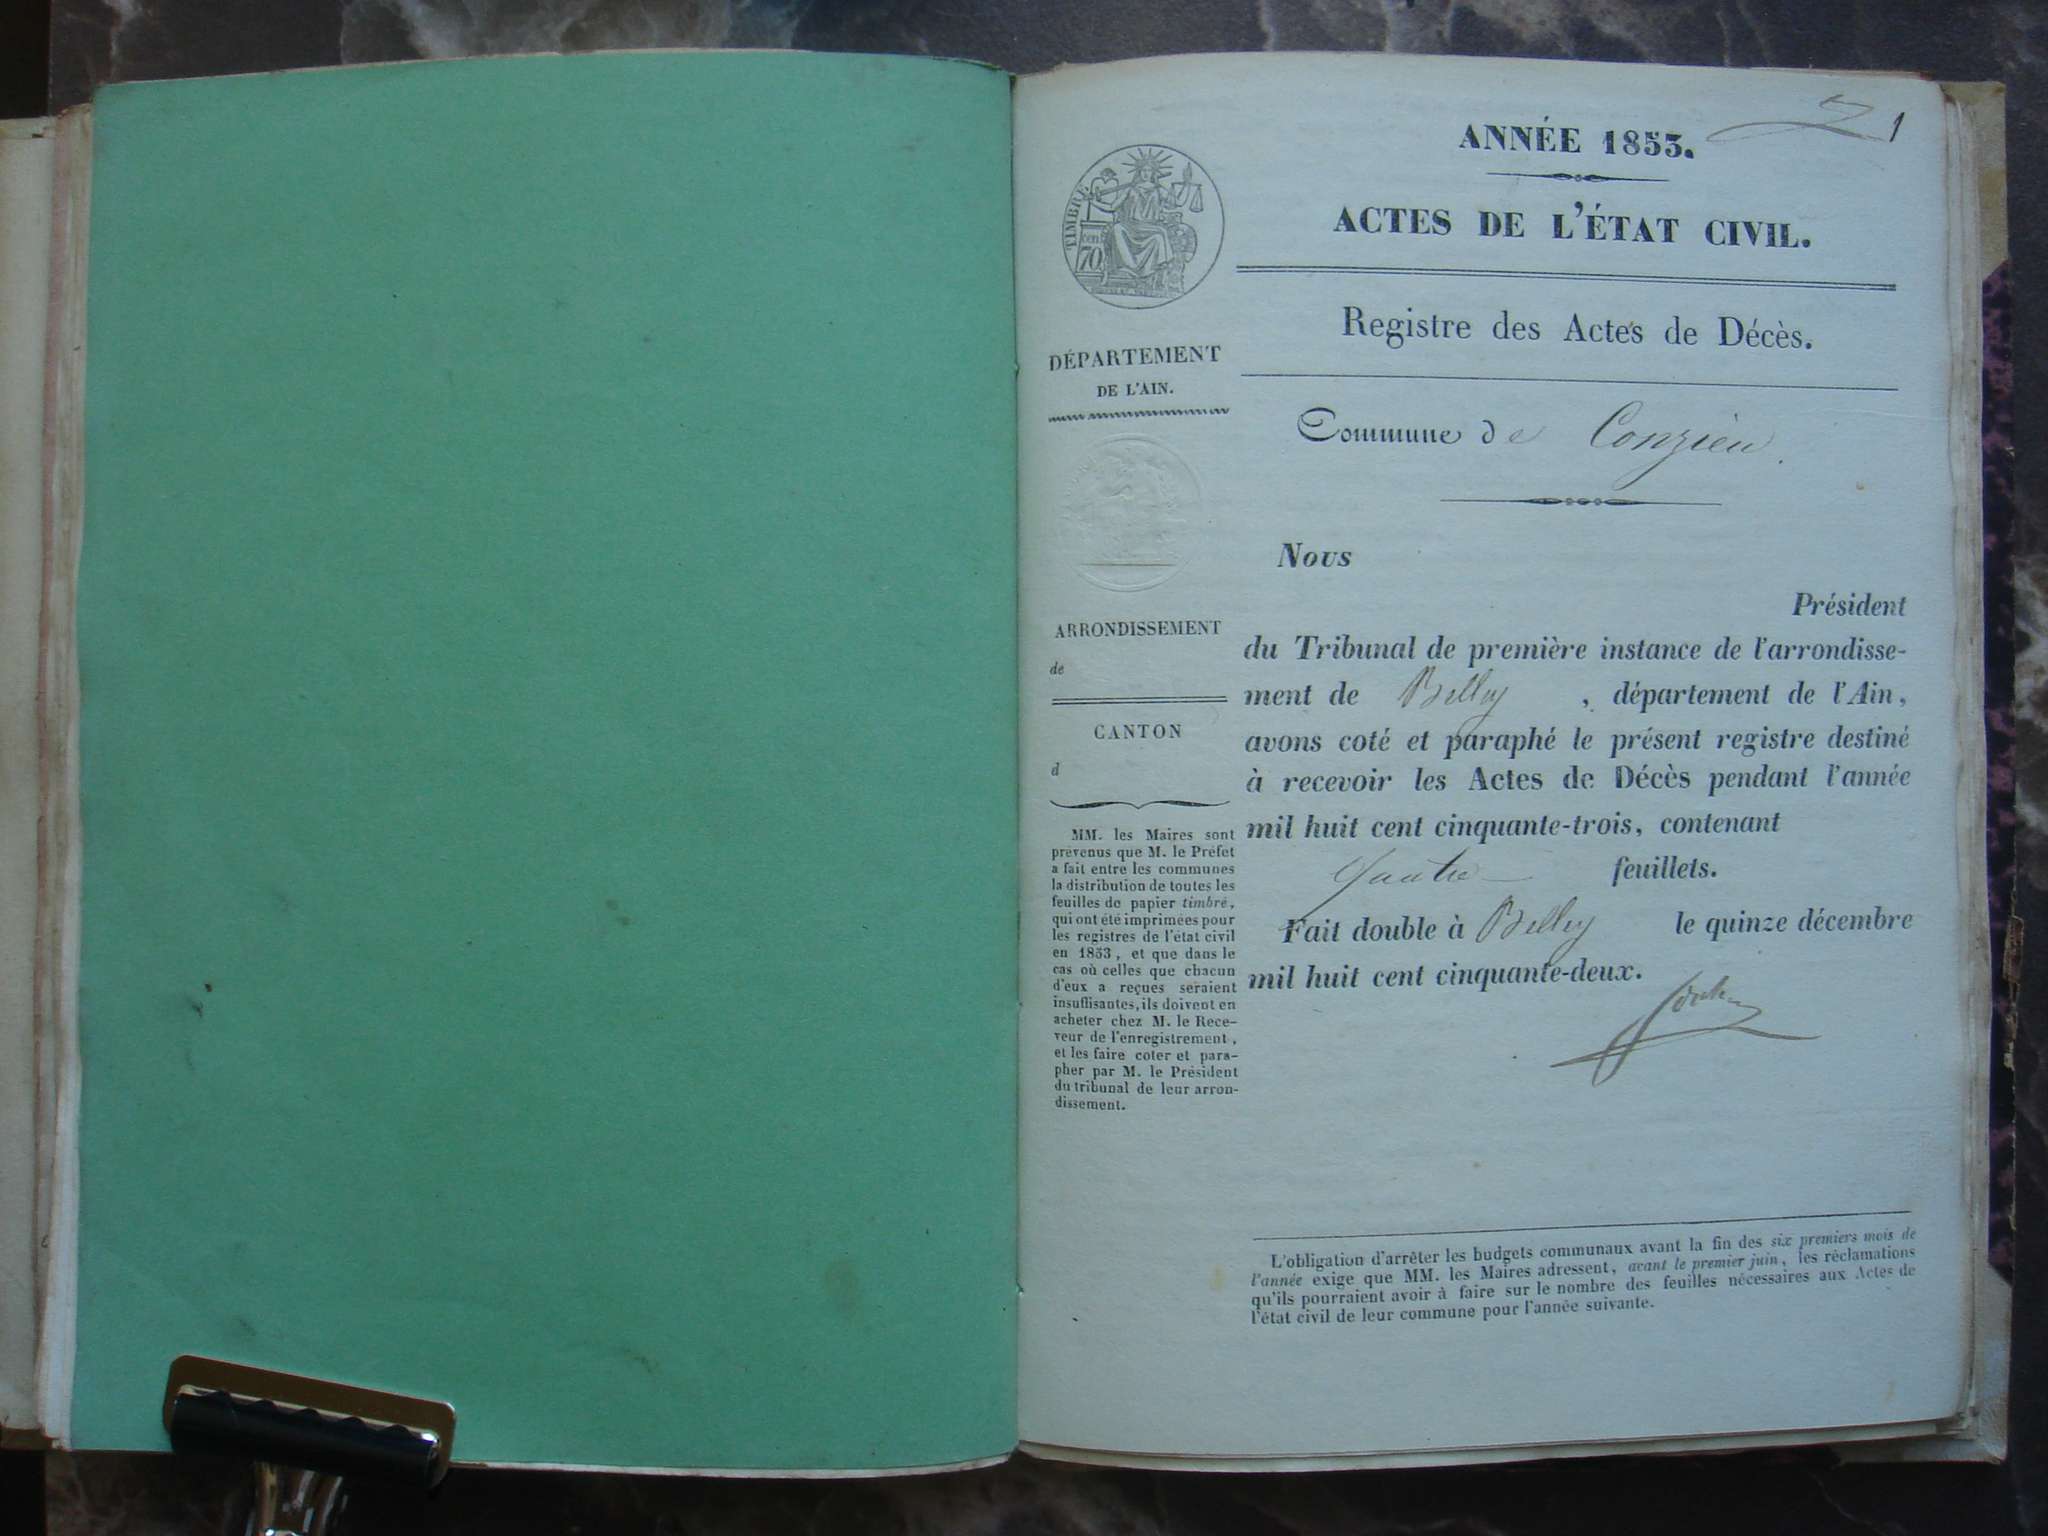 1
ANNÉE 1853.
ACTES DE L'ÉTAT CIVIL.
Registre des Actes de Décès.
Commune de Conzieu.
TIMBRE
cen.
70
DÉPARTEMENT
DE L'AIN.
ARRONDISSEMENT
de
CANTON
d
MM. les Maires sont
prévenus que M. le Préfet
a fait entre les communes
la distribution de toutes les
feuilles de papier timbré,
qui ont été imprimées pour
les registres de l'état civil
en 1853, et que dans le
cas où celles que chacun
d'eux a reçues seraient
insuffisantes, ils doivent en
acheter chez M. le Rece-
veur de l'enregistrement,
et les faire coter et para-
pher par M. le Président
du tribunal de leur arron-
dissement.
Nous
Président
du Tribunal de première instance de l'arrondisse-
ment de Belley, département de l'Ain,
avons coté et paraphé le présent registre destiné
à recevoir les Actes de Décès pendant l'année
mil huit cent cinquante-trois, contenant
quatre feuillets.
Fait double à Belley le quinze décembre
mil huit cent cinquante-deux.
L'obligation d'arrêter les budgets communaux avant la fin des six premiers mois de
l'année exige que MM. les Maires adressent, avant le premier juin, les réclamations
qu'ils pourraient avoir à faire sur le nombre des feuilles nécessaires aux Actes de
l'état civil de leur commune pour l'année suivante.